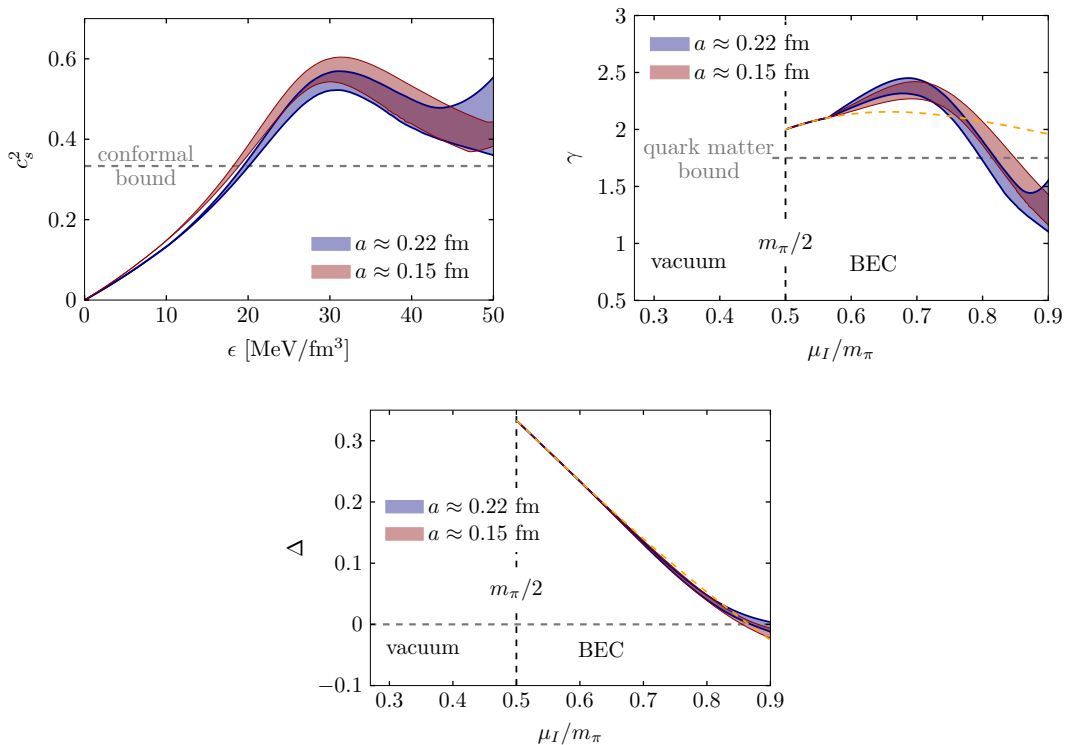 0.6
0.4
0.2
0
c_s^2
conformal
bound
a ≈ 0.22 fm
a ≈ 0.15 fm
0 10 20 30 40 50
ϵ [MeV/fm³]
3
2.5
2
1.5
1
0.5
γ
a ≈ 0.22 fm
a ≈ 0.15 fm
quark matter
bound
m_π/2
vacuum
BEC
0.3 0.4 0.5 0.6 0.7 0.8 0.9
μ_I/m_π
0.3
0.2
0.1
0
−0.1
Δ
a ≈ 0.22 fm
a ≈ 0.15 fm
m_π/2
vacuum
BEC
0.3 0.4 0.5 0.6 0.7 0.8 0.9
μ_I/m_π